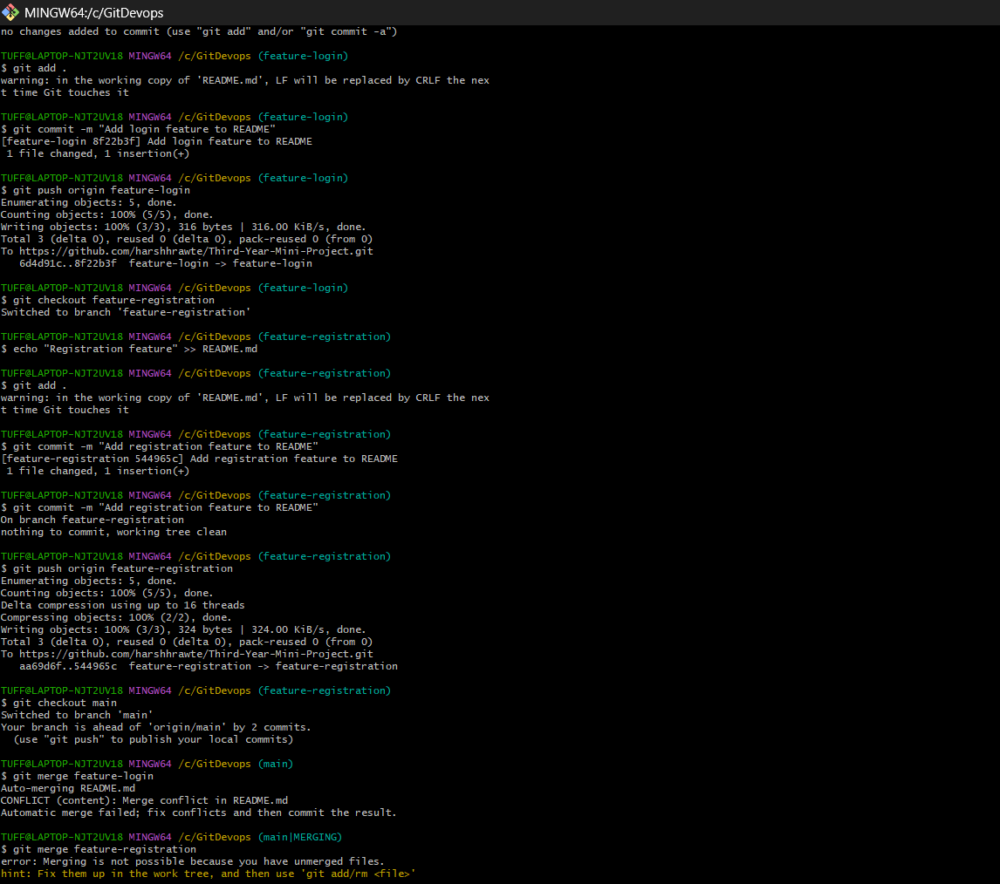 MINGW64:/c/GitDevops
no changes added to commit (use "git add" and/or "git commit -a")
TUFF@LAPTOP-NJT2UV18 MINGW64 /c/GitDevops (feature-login)
$ git add .
warning: in the working copy of 'README.md', LF will be replaced by CRLF the nex
t time Git touches it
TUFF@LAPTOP-NJT2UV18 MINGW64 /c/GitDevops (feature-login)
$ git commit -m "Add login feature to README"
[feature-login 8f22b3f] Add login feature to README
 1 file changed, 1 insertion(+)
TUFF@LAPTOP-NJT2UV18 MINGW64 /c/GitDevops (feature-login)
$ git push origin feature-login
Enumerating objects: 5, done.
Counting objects: 100% (5/5), done.
Writing objects: 100% (3/3), 316 bytes | 316.00 KiB/s, done.
Total 3 (delta 0), reused 0 (delta 0), pack-reused 0 (from 0)
To https://github.com/harshhrawte/Third-Year-Mini-Project.git
   6d4d91c..8f22b3f  feature-login -> feature-login
TUFF@LAPTOP-NJT2UV18 MINGW64 /c/GitDevops (feature-login)
$ git checkout feature-registration
Switched to branch 'feature-registration'
TUFF@LAPTOP-NJT2UV18 MINGW64 /c/GitDevops (feature-registration)
$ echo "Registration feature" >> README.md
TUFF@LAPTOP-NJT2UV18 MINGW64 /c/GitDevops (feature-registration)
$ git add .
warning: in the working copy of 'README.md', LF will be replaced by CRLF the nex
t time Git touches it
TUFF@LAPTOP-NJT2UV18 MINGW64 /c/GitDevops (feature-registration)
$ git commit -m "Add registration feature to README"
[feature-registration 544965c] Add registration feature to README
 1 file changed, 1 insertion(+)
TUFF@LAPTOP-NJT2UV18 MINGW64 /c/GitDevops (feature-registration)
$ git commit -m "Add registration feature to README"
On branch feature-registration
nothing to commit, working tree clean
TUFF@LAPTOP-NJT2UV18 MINGW64 /c/GitDevops (feature-registration)
$ git push origin feature-registration
Enumerating objects: 5, done.
Counting objects: 100% (5/5), done.
Delta compression using up to 16 threads
Compressing objects: 100% (2/2), done.
Writing objects: 100% (3/3), 324 bytes | 324.00 KiB/s, done.
Total 3 (delta 0), reused 0 (delta 0), pack-reused 0 (from 0)
To https://github.com/harshhrawte/Third-Year-Mini-Project.git
   aa69d6f..544965c  feature-registration -> feature-registration
TUFF@LAPTOP-NJT2UV18 MINGW64 /c/GitDevops (feature-registration)
$ git checkout main
Switched to branch 'main'
Your branch is ahead of 'origin/main' by 2 commits.
  (use "git push" to publish your local commits)
TUFF@LAPTOP-NJT2UV18 MINGW64 /c/GitDevops (main)
$ git merge feature-login
Auto-merging README.md
CONFLICT (content): Merge conflict in README.md
Automatic merge failed; fix conflicts and then commit the result.
TUFF@LAPTOP-NJT2UV18 MINGW64 /c/GitDevops (main|MERGING)
$ git merge feature-registration
error: Merging is not possible because you have unmerged files.
hint: Fix them up in the work tree, and then use 'git add/rm <file>'